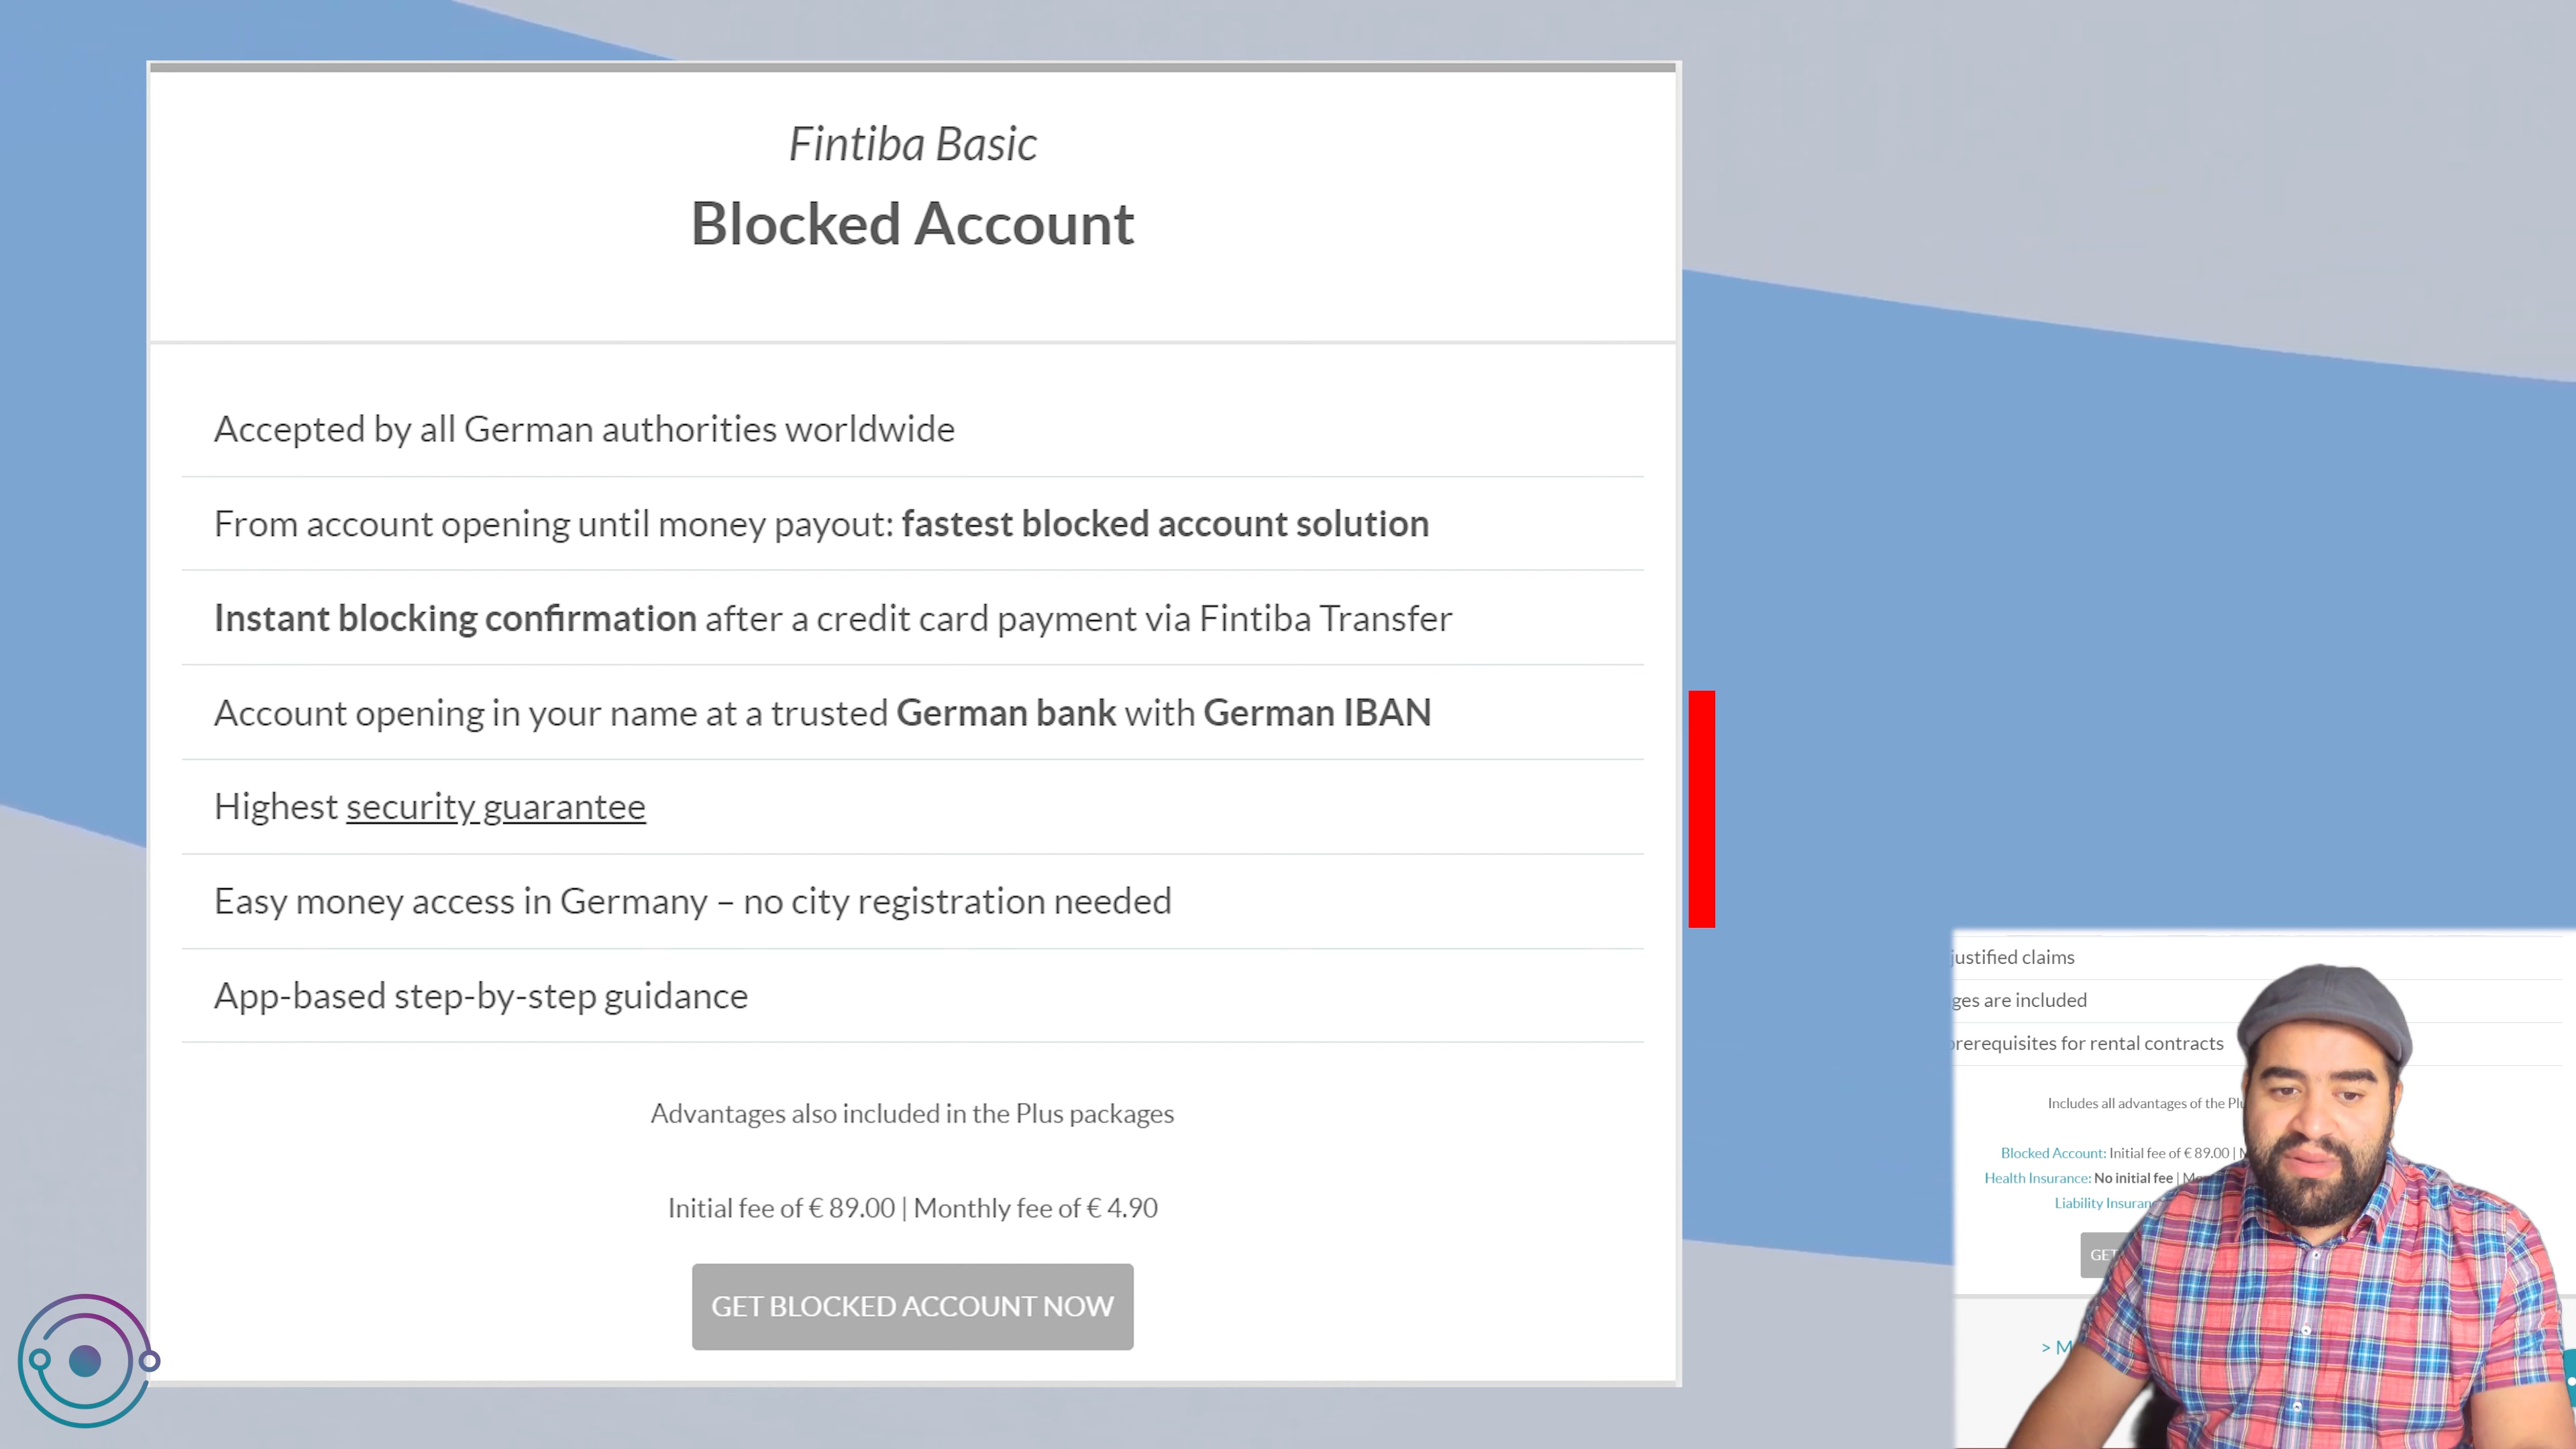 Fintiba Basic
Blocked Account
Accepted by all German authorities worldwide
From account opening until money payout: fastest blocked account solution
Instant blocking confirmation after a credit card payment via Fintiba Transfer
Account opening in your name at a trusted German bank with German IBAN
Highest security guarantee
Easy money access in Germany – no city registration needed
App-based step-by-step guidance
Advantages also included in the Plus packages
Initial fee of € 89.00 | Monthly fee of € 4.90
GET BLOCKED ACCOUNT NOW
justified claims
are included
prerequisites for rental contracts
Includes all advantages of the
Blocked Account: Initial fee of € 89.00 |
Health Insurance: No initial fee |
Liability
>